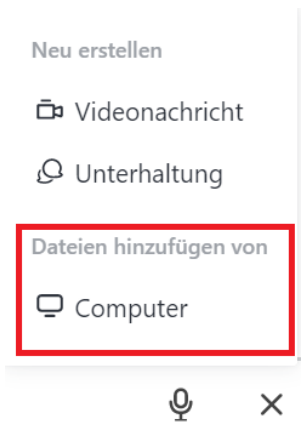 Neu erstellen
Videonachricht
Unterhaltung
Dateien hinzufügen von
Computer